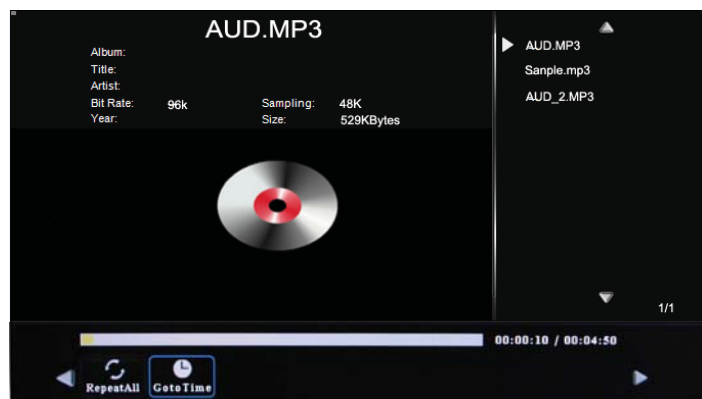 AUD.MP3
Album:
Title:
Artist:
Bit Rate: 96k Sampling: 48K
Year: Size: 529KBytes
AUD.MP3
Sanple.mp3
AUD_2.MP3
1/1
00:00:10 / 00:04:50
RepeatAll GotoTime